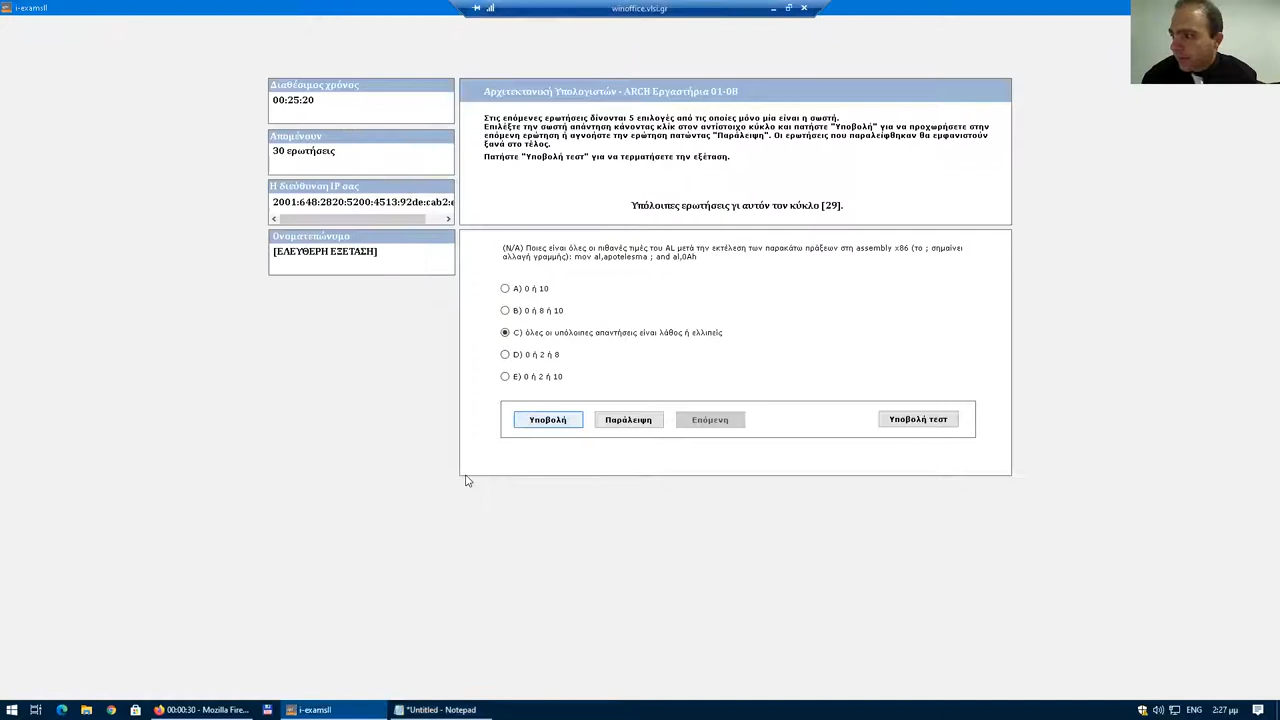 i-examsII
winoffice.vlsi.gr
Διαθέσιμος χρόνος
00:25:20
Απομένουν
30 ερωτήσεις
Η διεύθυνση IP σας
2001:648:2820:5200:4513:92de:cab2:
Ονοματεπώνυμο
[ΕΛΕΥΘΕΡΗ ΕΞΕΤΑΣΗ]
Αρχιτεκτονική Υπολογιστών - ARCH Εργαστήρια 01-08
Στις επόμενες ερωτήσεις δίνονται 5 επιλογές από τις οποίες μόνο μία είναι η σωστή.
Επιλέξτε την σωστή απάντηση κάνοντας κλίκ στον αντίστοιχο κύκλο και πατήστε "Υποβολή" για να προχωρήσετε στην
επόμενη ερώτηση ή αγνοήστε την ερώτηση πατώντας "Παράλειψη". Οι ερωτήσεις που παραλείφθηκαν θα εμφανιστούν
ξανά στο τέλος.
Πατήστε "Υποβολή τεστ" για να τερματήσετε την εξέταση.
Υπόλοιπες ερωτήσεις γι αυτόν τον κύκλο [29].
(N/A) Ποιες είναι όλες οι πιθανές τιμές του AL μετά την εκτέλεση των παρακάτω πράξεων στη assembly x86 (το ; σημαίνει
αλλαγή γραμμής): mov al,apotelesma ; and al,0Ah
A) 0 ή 10
B) 0 ή 8 ή 10
C) όλες οι υπόλοιπες απαντήσεις είναι λάθος ή ελλιπείς
D) 0 ή 2 ή 8
E) 0 ή 2 ή 10
Υποβολή
Παράλειψη
Επόμενη
Υποβολή τεστ
00:00:30 - Mozilla Fire...
i-examsII
*Untitled - Notepad
ENG
2:27 μμ